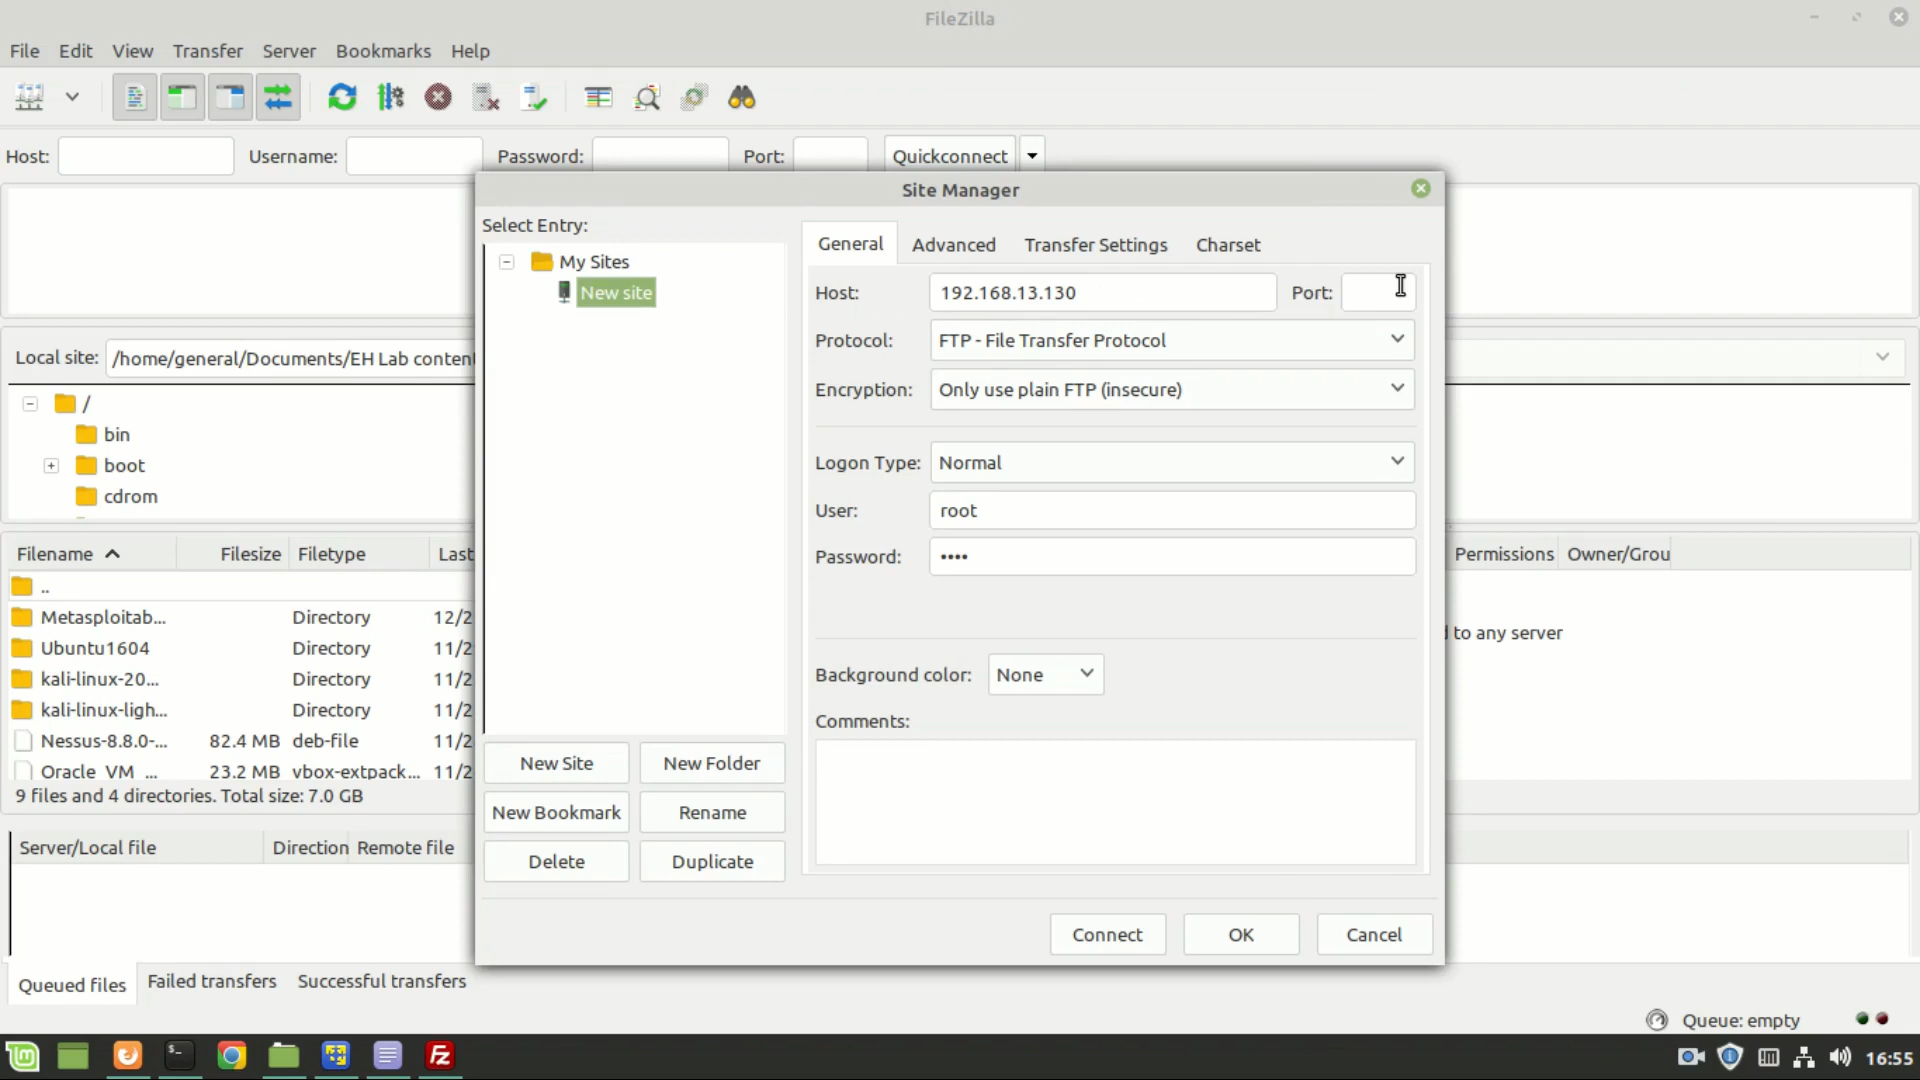 FileZilla
File Edit View Transfer Server Bookmarks Help
Host: Username: Password: Port: Quickconnect
Site Manager
Select Entry:
My Sites
New site
General Advanced Transfer Settings Charset
Host: 192.168.13.130 Port:
Protocol: FTP - File Transfer Protocol
Encryption: Only use plain FTP (insecure)
Logon Type: Normal
User: root
Password: ••••
Background color: None
Comments:
New Site New Folder
New Bookmark Rename
Delete Duplicate
Connect OK Cancel
Local site: /home/general/Documents/EH Lab content
/
bin
boot
cdrom
Filename Filesize Filetype Last
..
Metasploitab... Directory 12/2
Ubuntu1604 Directory 11/2
kali-linux-20... Directory 11/2
kali-linux-ligh... Directory 11/2
Nessus-8.8.0-... 82.4 MB deb-file 11/2
Oracle_VM_... 23.2 MB vbox-extpack... 11/2
9 files and 4 directories. Total size: 7.0 GB
Permissions Owner/Grou
to any server
Server/Local file Direction Remote file
Queued files Failed transfers Successful transfers
Queue: empty
16:55